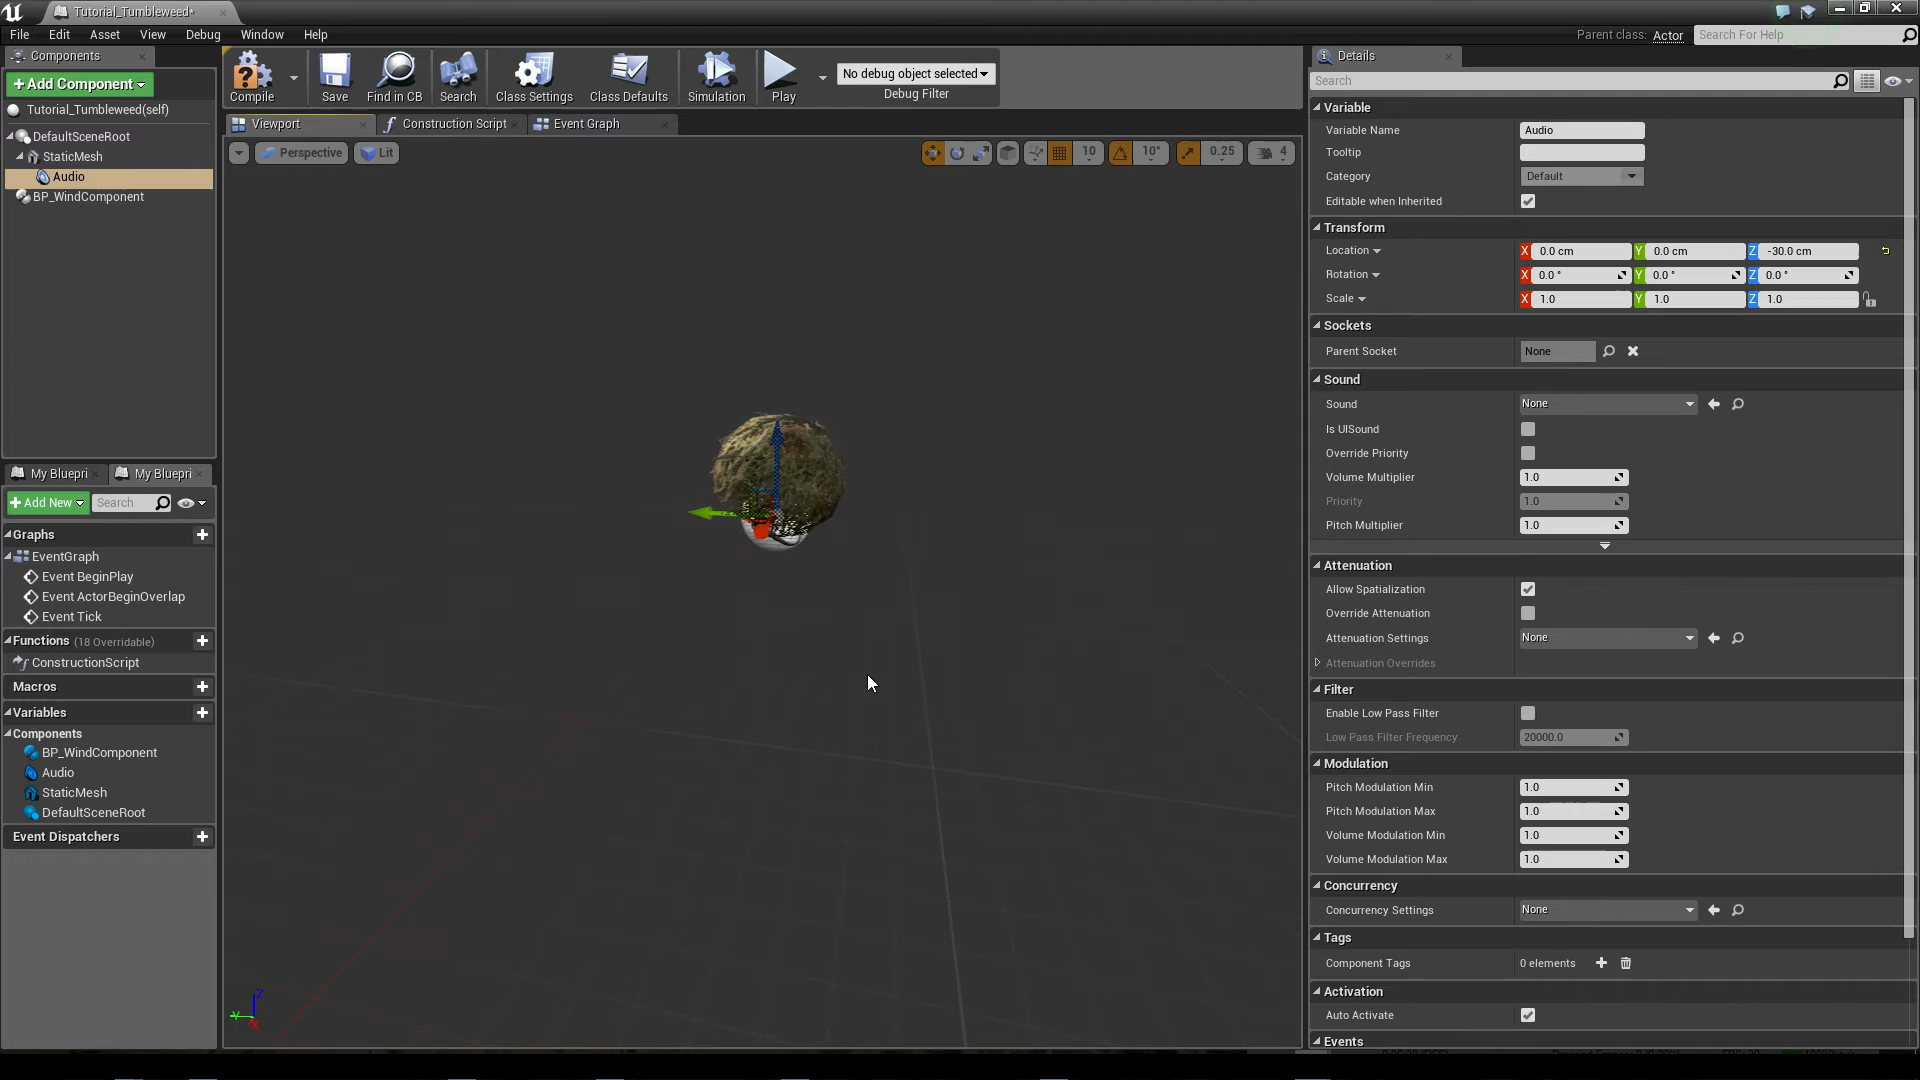 Tutorial_Tumbleweed*
File Edit Asset View Debug Window Help
Parent class: Actor
Search For Help
Components
+ Add Component
Tutorial_Tumbleweed(self)
DefaultSceneRoot
StaticMesh
Audio
BP_WindComponent
Compile
Save
Find in CB
Search
Class Settings
Class Defaults
Simulation
Play
No debug object selected
Debug Filter
Viewport
Construction Script
Event Graph
Perspective
Lit
10
10°
0.25
4
My Bluepri
My Bluepri
+ Add New
Search
Graphs
EventGraph
Event BeginPlay
Event ActorBeginOverlap
Event Tick
Functions (18 Overridable)
ConstructionScript
Macros
Variables
Components
BP_WindComponent
Audio
StaticMesh
DefaultSceneRoot
Event Dispatchers
Z
Y
X
Details
Search
Variable
Variable Name Audio
Tooltip
Category Default
Editable when Inherited
Transform
Location X 0.0 cm Y 0.0 cm Z -30.0 cm
Rotation X 0.0 ° Y 0.0 ° Z 0.0 °
Scale X 1.0 Y 1.0 Z 1.0
Sockets
Parent Socket None
Sound
Sound None
Is UISound
Override Priority
Volume Multiplier 1.0
Priority 1.0
Pitch Multiplier 1.0
Attenuation
Allow Spatialization
Override Attenuation
Attenuation Settings None
Attenuation Overrides
Filter
Enable Low Pass Filter
Low Pass Filter Frequency 20000.0
Modulation
Pitch Modulation Min 1.0
Pitch Modulation Max 1.0
Volume Modulation Min 1.0
Volume Modulation Max 1.0
Concurrency
Concurrency Settings None
Tags
Component Tags 0 elements
Activation
Auto Activate
Events